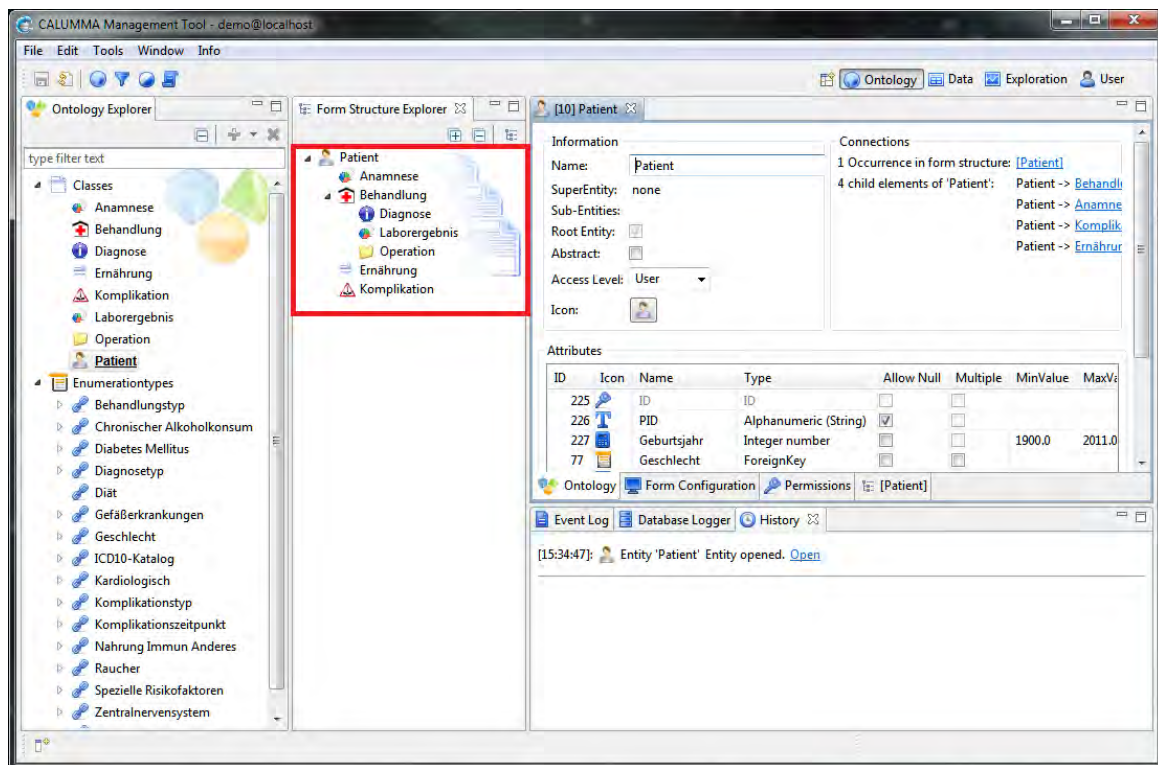 CALUMMA Management Tool - demo@localhost
File Edit Tools Window Info
Ontology Data Exploration User
Ontology Explorer
type filter text
Classes
Anamnese
Behandlung
Diagnose
Ernährung
Komplikation
Laborergebnis
Operation
Patient
Enumerationtypes
Behandlungstyp
Chronischer Alkoholkonsum
Diabetes Mellitus
Diagnosetyp
Diät
Gefäßerkrankungen
Geschlecht
ICD10-Katalog
Kardiologisch
Komplikationstyp
Komplikationszeitpunkt
Nahrung Immun Anderes
Raucher
Spezielle Risikofaktoren
Zentralnervensystem
Form Structure Explorer
Patient
Anamnese
Behandlung
Diagnose
Laborergebnis
Operation
Ernährung
Komplikation
[10] Patient
Information
Name: Patient
SuperEntity: none
Sub-Entities:
Root Entity:
Abstract:
Access Level: User
Icon:
Connections
1 Occurrence in form structure: [Patient]
4 child elements of 'Patient': Patient -> Behandl
Patient -> Anamne
Patient -> Komplik
Patient -> Ernährur
Attributes
ID Icon Name Type Allow Null Multiple MinValue MaxVa
225 ID ID
226 PID Alphanumeric (String)
227 Geburtsjahr Integer number 1900.0 2011.0
77 Geschlecht ForeignKey
Ontology Form Configuration Permissions [Patient]
Event Log Database Logger History
[15:34:47]: Entity 'Patient' Entity opened. Open